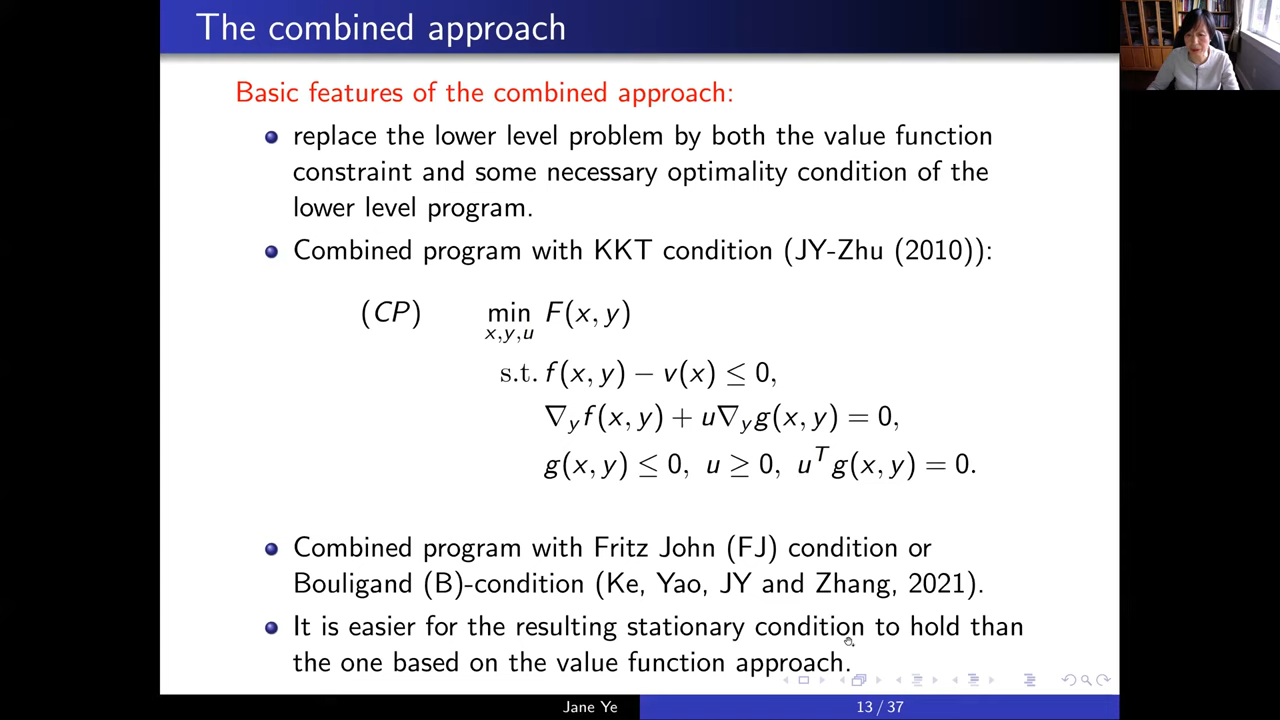 The combined approach
Basic features of the combined approach:
replace the lower level problem by both the value function
constraint and some necessary optimality condition of the
lower level program.
Combined program with KKT condition (JY-Zhu (2010)):
(CP) min F(x, y)
x,y,u
s.t. f(x, y) − v(x) ≤ 0,
∇_y f(x, y) + u∇_y g(x, y) = 0,
g(x, y) ≤ 0, u ≥ 0, u^T g(x, y) = 0.
Combined program with Fritz John (FJ) condition or
Bouligand (B)-condition (Ke, Yao, JY and Zhang, 2021).
It is easier for the resulting stationary condition to hold than
the one based on the value function approach.
Jane Ye 13 / 37